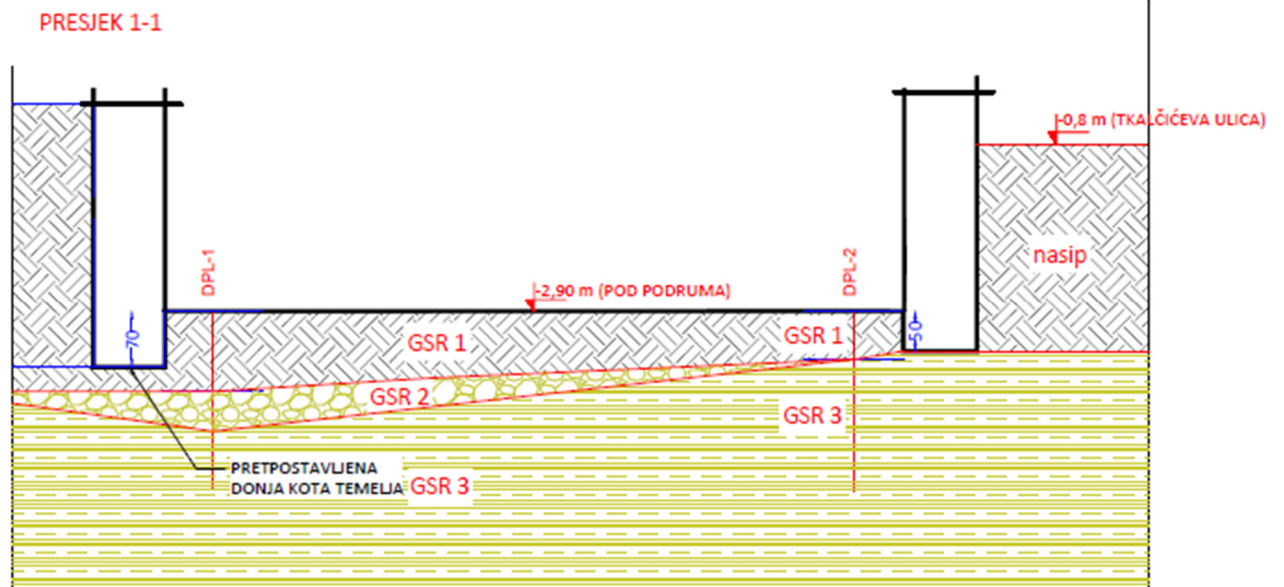 PRESJEK 1-1
-0,8 m (TKALČIĆEVA ULICA)
nasip
DPL-1
DPL-2
-2,90 m (POD PODRUMA)
70
GSR 1
GSR 1
50
GSR 2
GSR 3
PRETPOSTAVLJENA
DONJA KOTA TEMELJA
GSR 3